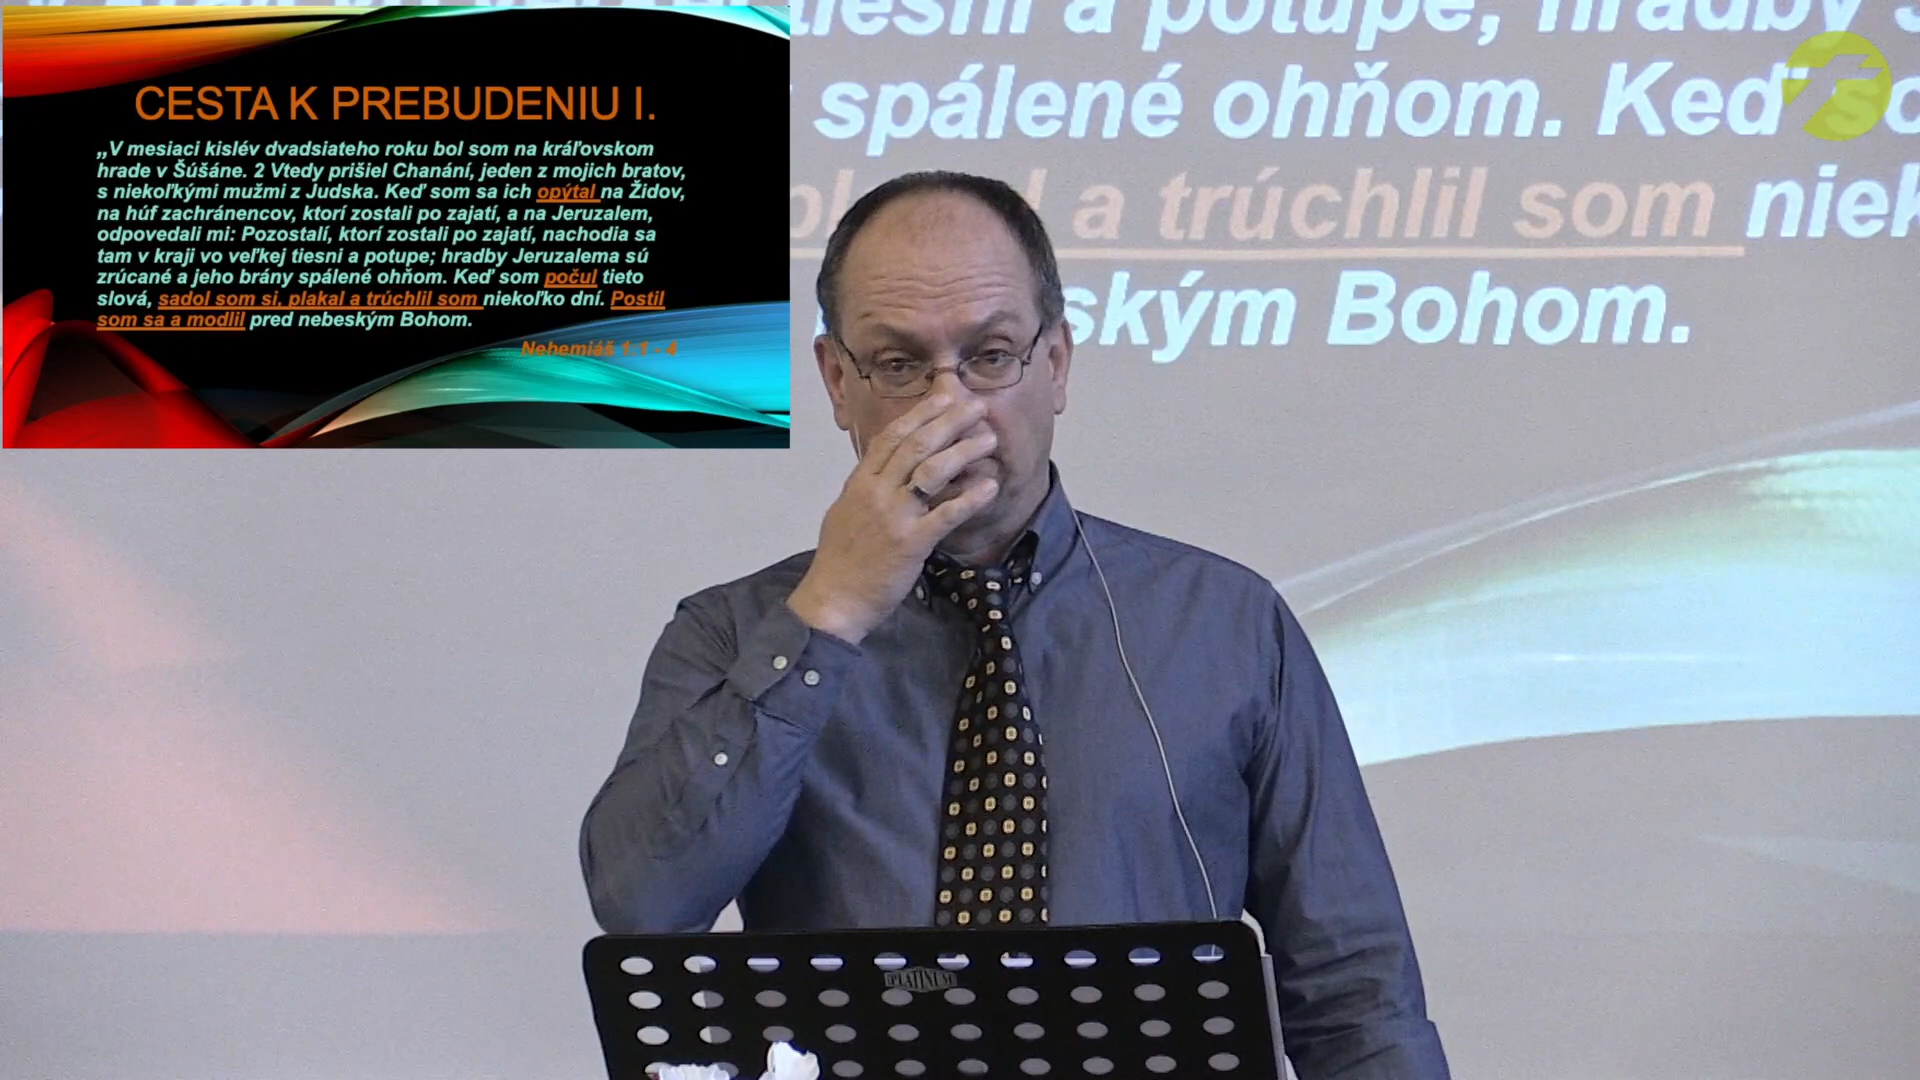 CESTA K PREBUDENIU I.
„V mesiaci kislév dvadsiateho roku bol som na kráľovskom
hrade v Šúšáne. 2 Vtedy prišiel Chanání, jeden z mojich bratov,
s niekoľkými mužmi z Judska. Keď som sa ich opýtal na Židov,
na húf zachránencov, ktorí zostali po zajatí, a na Jeruzalem,
odpovedali mi: Pozostalí, ktorí zostali po zajatí, nachodia sa
tam v kraji vo veľkej tiesni a potupe; hradby Jeruzalema sú
zrúcané a jeho brány spálené ohňom. Keď som počul tieto
slová, sadol som si, plakal a trúchlil som niekoľko dní. Postil
som sa a modlil pred nebeským Bohom.
Nehemiáš 1:1 - 4
tiesni a potupe, hradby
spálené ohňom. Keď so
a trúchlil som niek
ským Bohom.
PLATINUM